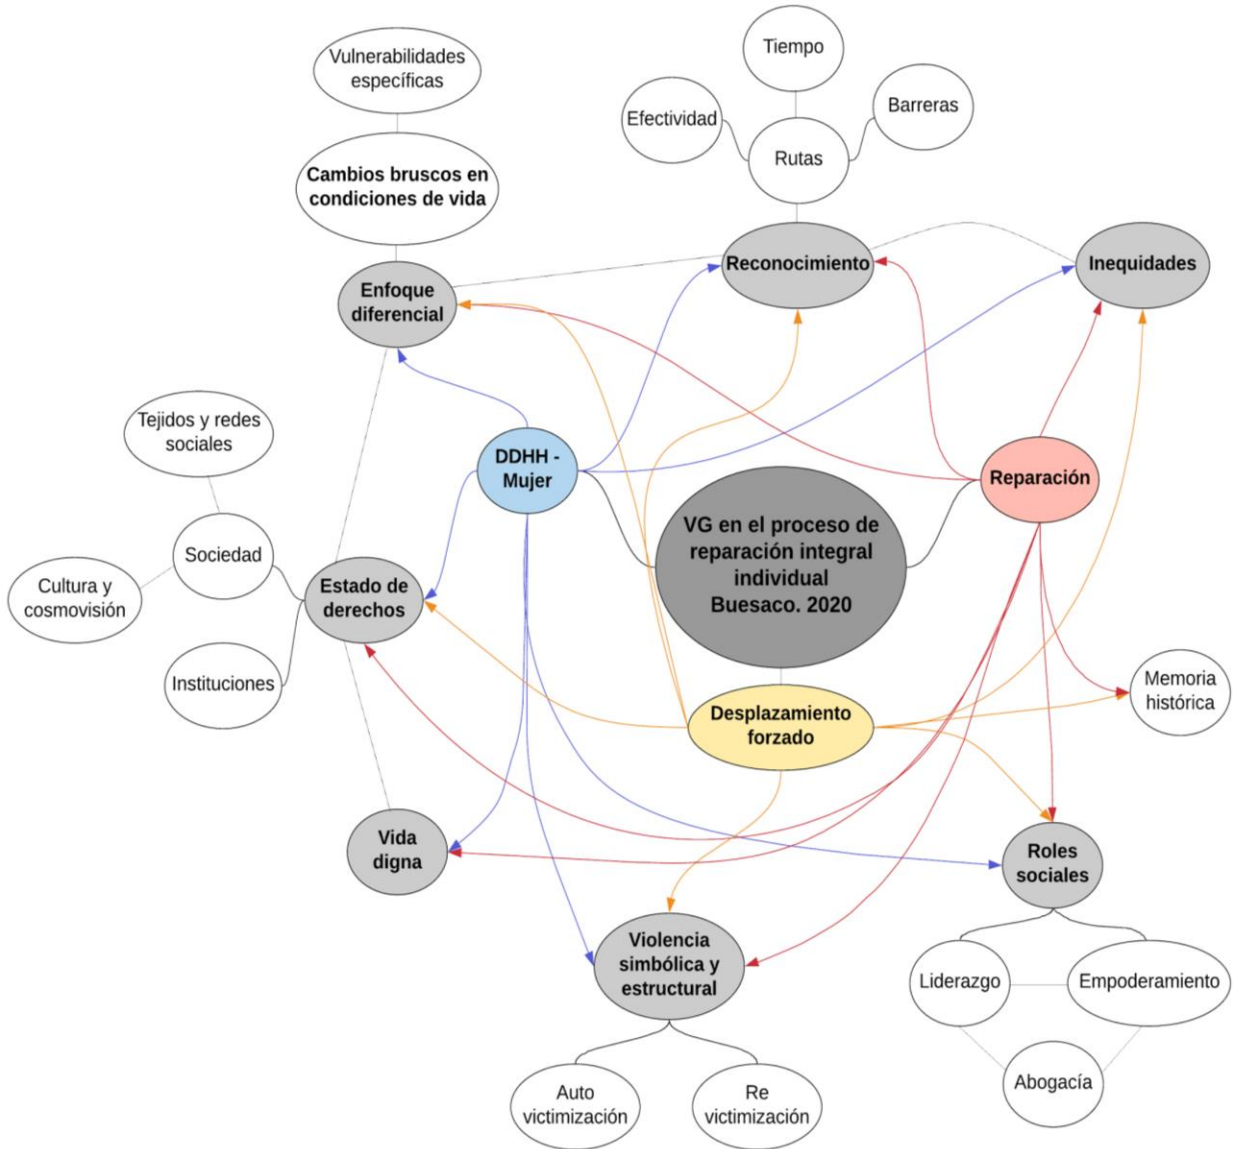 Tiempo
Vulnerabilidades
específicas
Efectividad
Barreras
Rutas
Cambios bruscos en
condiciones de vida
Reconocimiento
Inequidades
Enfoque
diferencial
Tejidos y redes
sociales
DDHH -
Mujer
Reparación
VG en el proceso de
reparación integral
individual
Buesaco. 2020
Sociedad
Cultura y
cosmovisión
Estado de
derechos
Instituciones
Memoria
histórica
Desplazamiento
forzado
Vida
digna
Roles
sociales
Violencia
simbólica y
estructural
Liderazgo
Empoderamiento
Abogacía
Auto
victimización
Re
victimización